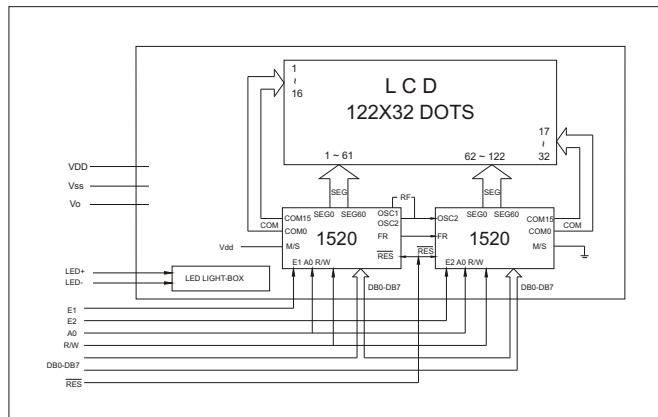 1
~
16
LCD
122X32 DOTS
17
~
32
1 ~ 61
62 ~ 122
VDD
Vss
Vo
SEG
RF
SEG
COM
COM15
SEG0 SEG60
OSC1
OSC2
COM0
FR
1520
Vdd
M/S
RES
E1 A0 R/W
RES
OSC2
SEG0 SEG60
COM15
COM
FR
COM0
1520
M/S
E2 A0 R/W
DB0-DB7
DB0-DB7
LED+
LED-
LED LIGHT-BOX
E1
E2
A0
R/W
DB0-DB7
RES